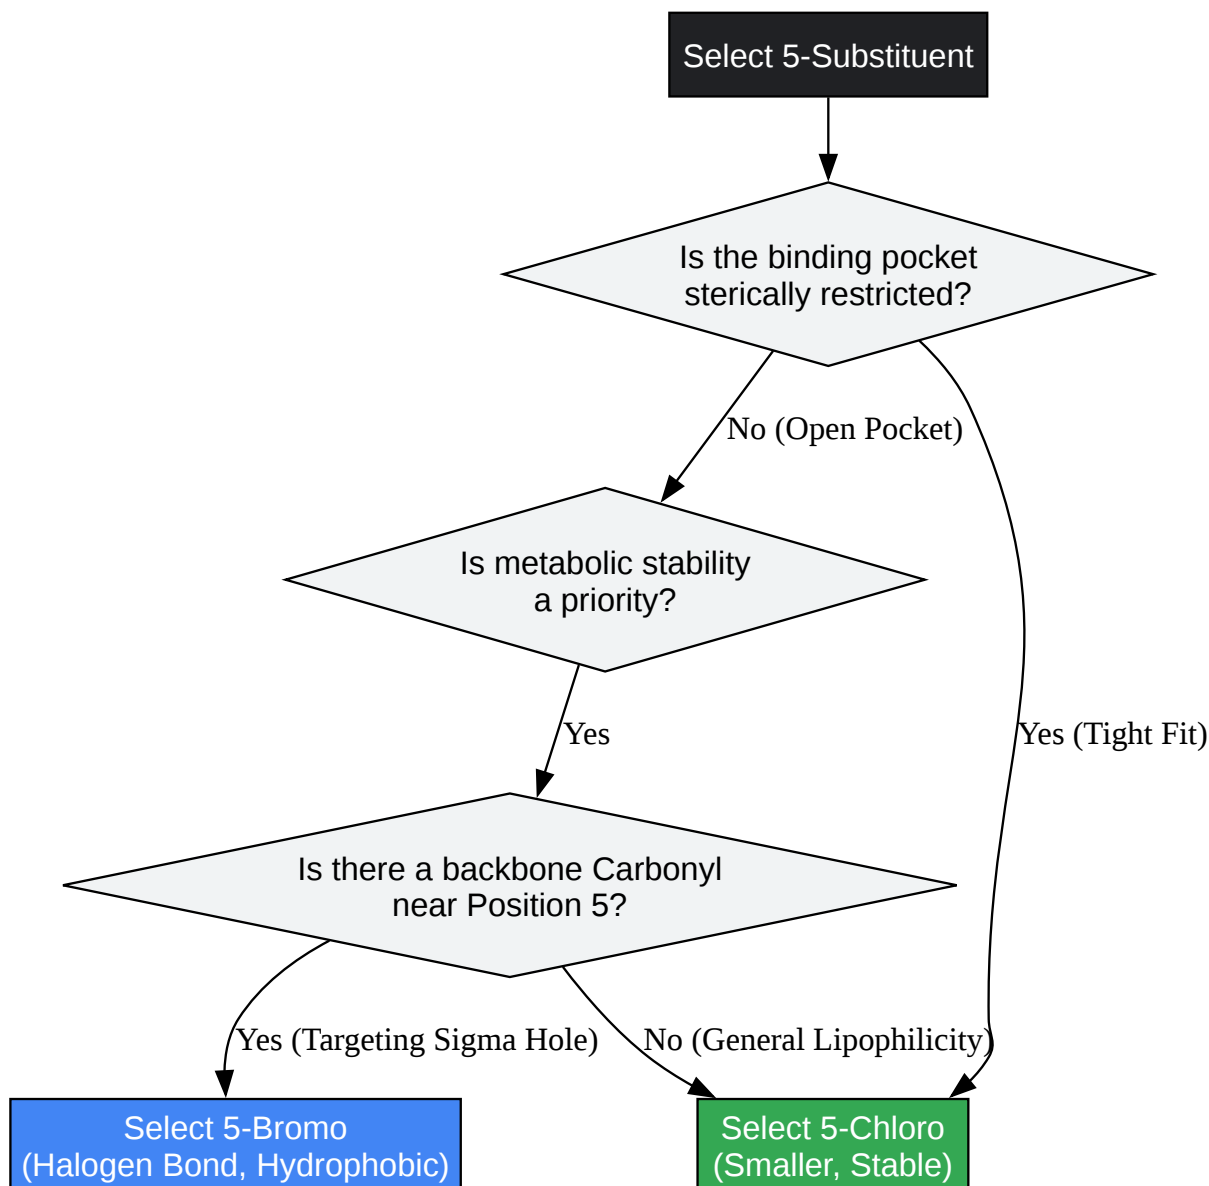 Select 5-Substituent
Is the binding pocket
sterically restricted?
No (Open Pocket)
Is metabolic stability
a priority?
Yes
Yes (Tight Fit)
Is there a backbone Carbonyl
near Position 5?
Yes (Targeting Sigma Hole)
No (General Lipophilicity)
Select 5-Bromo
(Halogen Bond, Hydrophobic)
Select 5-Chloro
(Smaller, Stable)